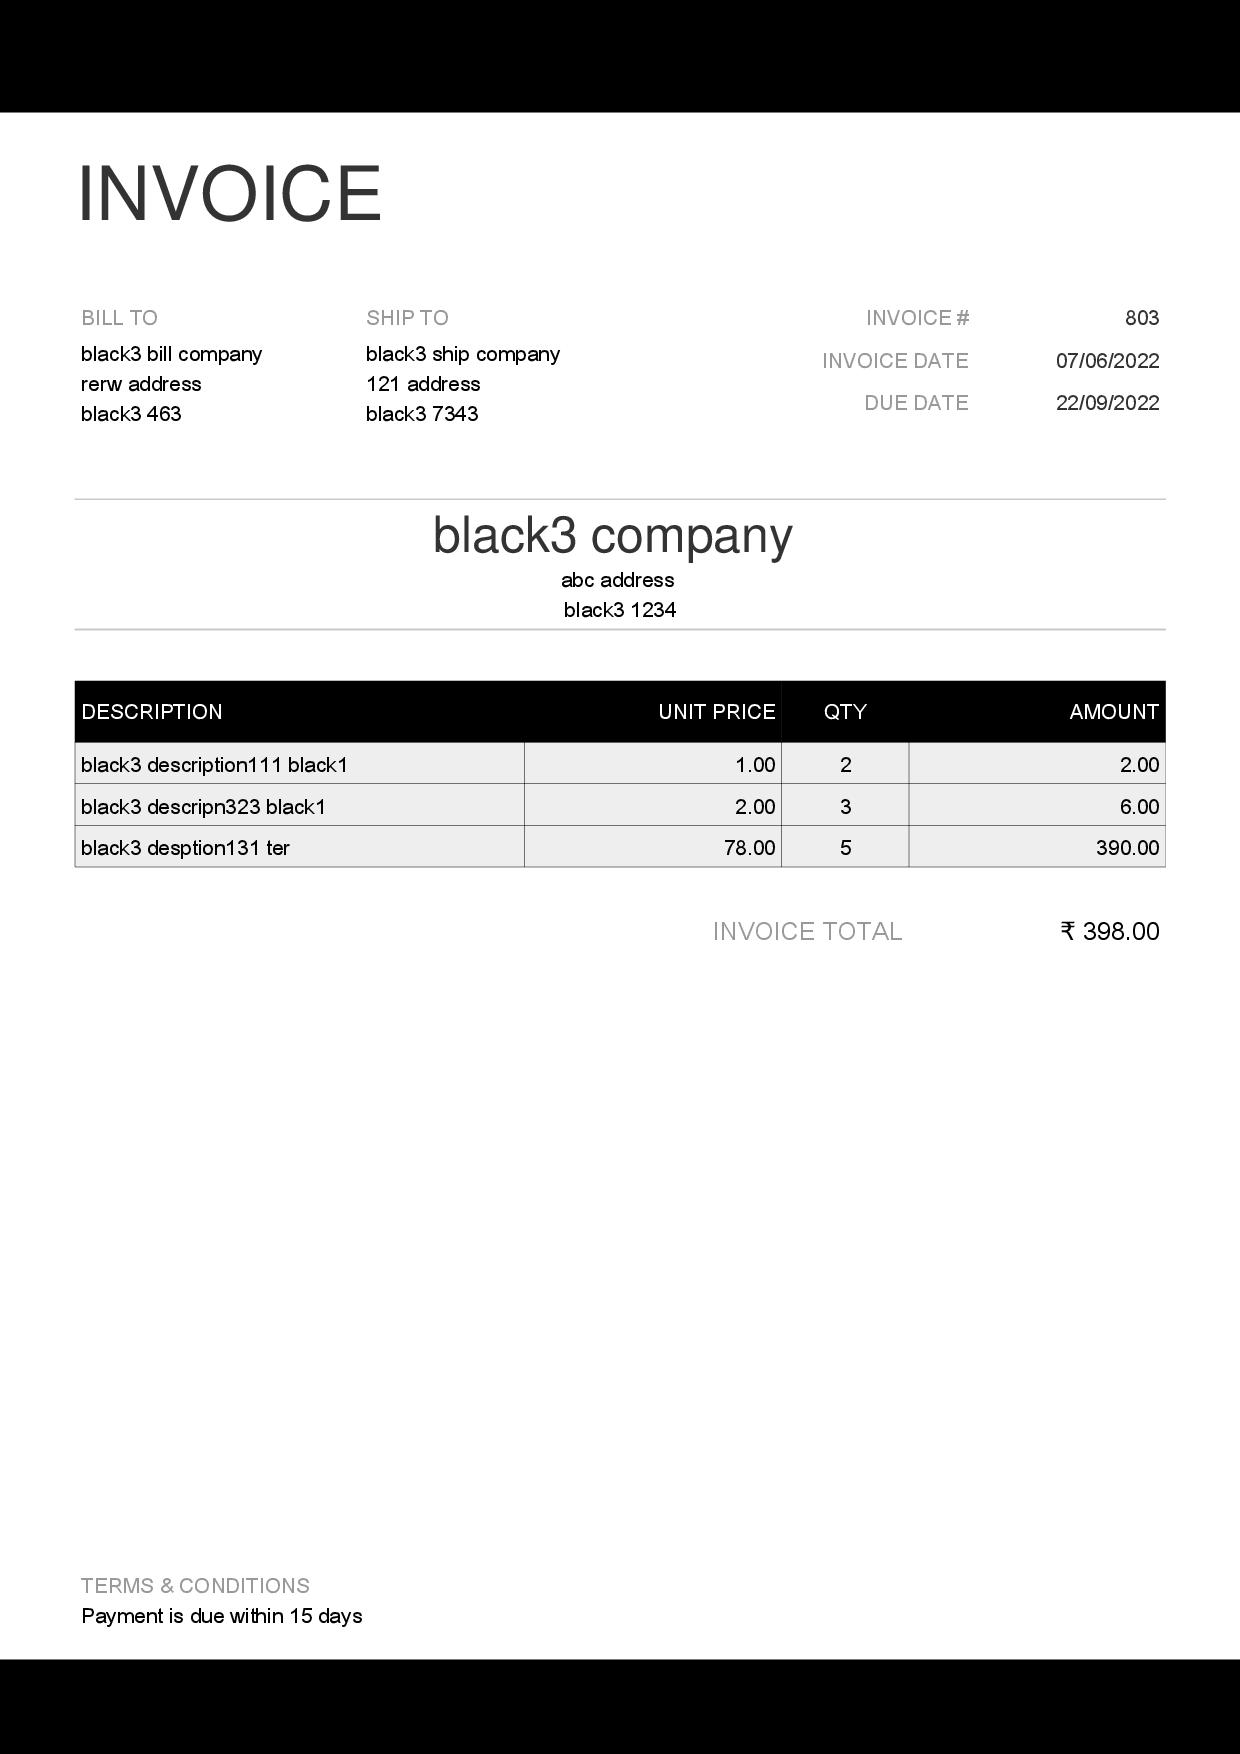 INVOICE
BILL TO
black3 bill company
rerw address
black3 463
SHIP TO
black3 ship company
121 address
black3 7343
INVOICE # 803
INVOICE DATE 07/06/2022
DUE DATE 22/09/2022
black3 company
abc address
black3 1234
DESCRIPTION UNIT PRICE QTY AMOUNT
black3 description111 black1 1.00 2 2.00
black3 descripn323 black1 2.00 3 6.00
black3 desption131 ter 78.00 5 390.00
INVOICE TOTAL ₹ 398.00
TERMS & CONDITIONS
Payment is due within 15 days